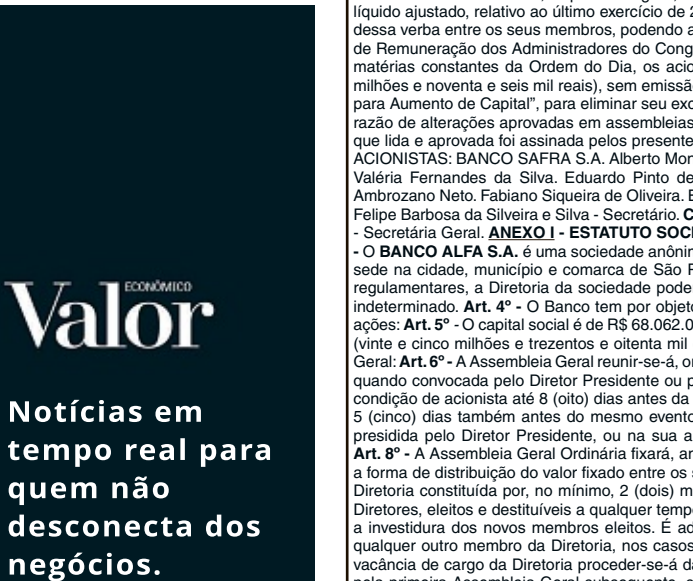 ECONÔMICO
Valor
Notícias em
tempo real para
quem não
desconecta dos
negócios.
líquido ajustado, relativo ao último exercício de 2
dessa verba entre os seus membros, podendo a
de Remuneração dos Administradores do Cong
matérias constantes da Ordem do Dia, os acio
milhões e noventa e seis mil reais), sem emissã
para Aumento de Capital”, para eliminar seu exc
razão de alterações aprovadas em assembleias
que lida e aprovada foi assinada pelos presente
ACIONISTAS: BANCO SAFRA S.A. Alberto Mon
Valéria Fernandes da Silva. Eduardo Pinto de
Ambrozano Neto. Fabiano Siqueira de Oliveira. E
Felipe Barbosa da Silveira e Silva - Secretário. C
- Secretária Geral. ANEXO I - ESTATUTO SOCI
- O BANCO ALFA S.A. é uma sociedade anônin
sede na cidade, município e comarca de São P
regulamentares, a Diretoria da sociedade pode
indeterminado. Art. 4º - O Banco tem por objeto
ações: Art. 5º - O capital social é de R$ 68.062.0
(vinte e cinco milhões e trezentos e oitenta mil
Geral: Art. 6º - A Assembleia Geral reunir-se-á, or
quando convocada pelo Diretor Presidente ou p
condição de acionista até 8 (oito) dias antes da
5 (cinco) dias também antes do mesmo evento
presidida pelo Diretor Presidente, ou na sua a
Art. 8º - A Assembleia Geral Ordinária fixará, an
a forma de distribuição do valor fixado entre os s
Diretoria constituída por, no mínimo, 2 (dois) m
Diretores, eleitos e destituíveis a qualquer tempo
a investidura dos novos membros eleitos. É ad
qualquer outro membro da Diretoria, nos casos
vacância de cargo da Diretoria proceder-se-á d
pela primeira Assembleia Geral subsequente